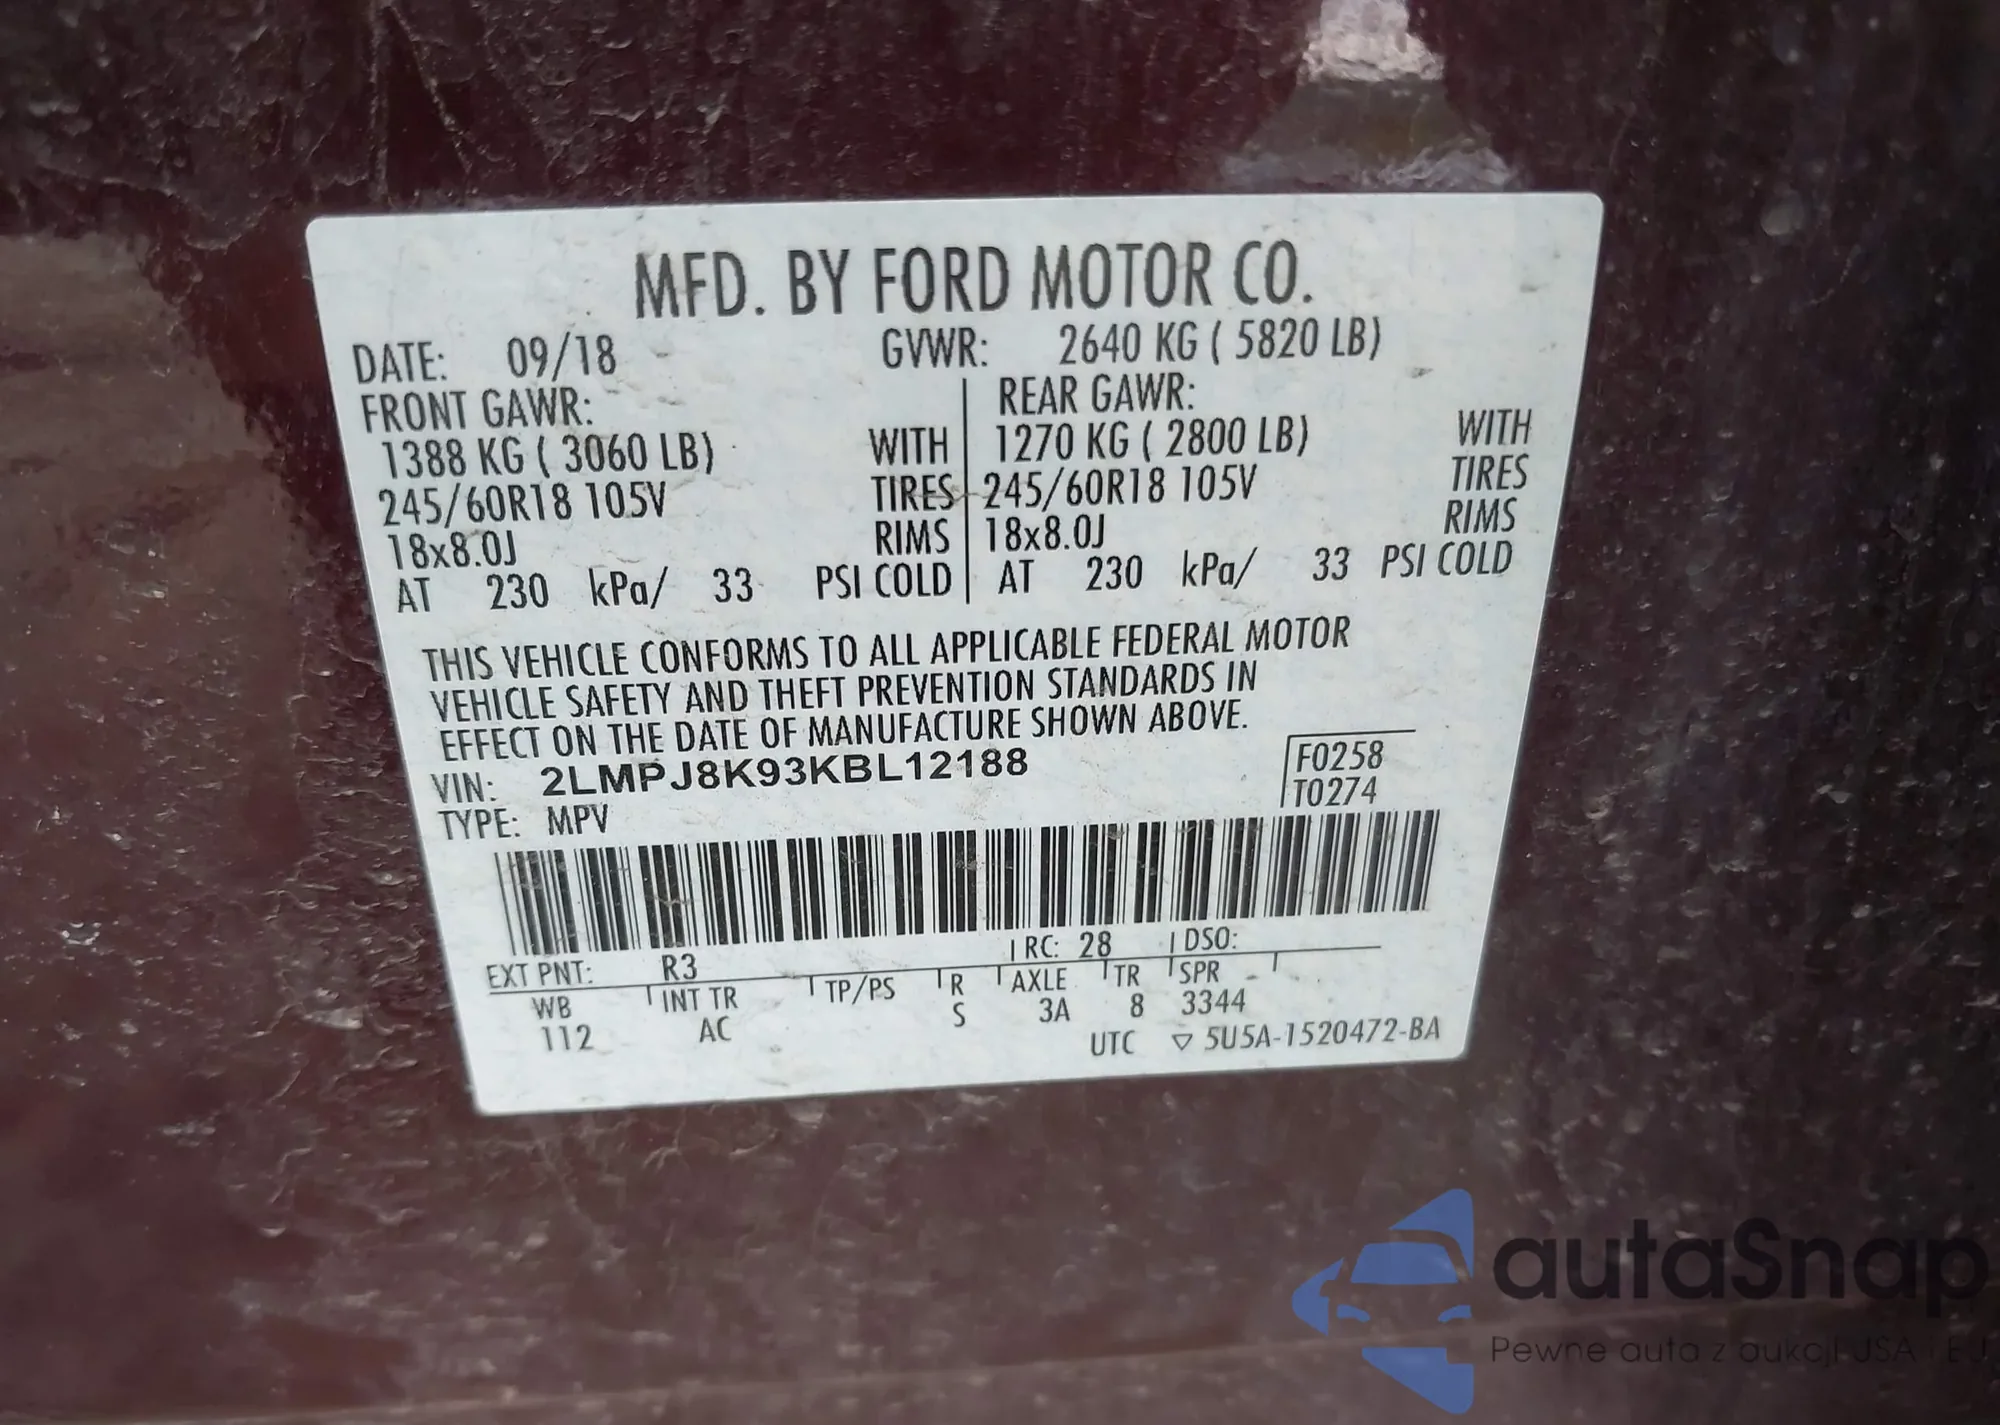 MFD. BY FORD MOTOR CO.
DATE: 09/18 GVWR: 2640 KG ( 5820 LB)
FRONT GAWR: REAR GAWR:
1388 KG ( 3060 LB) WITH 1270 KG ( 2800 LB) WITH
245/60R18 105V TIRES 245/60R18 105V TIRES
18x8.0J RIMS 18x8.0J RIMS
AT 230 kPa/ 33 PSI COLD AT 230 kPa/ 33 PSI COLD
THIS VEHICLE CONFORMS TO ALL APPLICABLE FEDERAL MOTOR
VEHICLE SAFETY AND THEFT PREVENTION STANDARDS IN
EFFECT ON THE DATE OF MANUFACTURE SHOWN ABOVE.
VIN: 2LMPJ8K93KBL12188 F0258
TYPE: MPV T0274
EXT PNT: R3 RC: 28 DSO:
WB INT TR TP/PS R AXLE TR SPR
112 AC S 3A 8 3344
UTC ▽ 5U5A-1520472-BA
autaSnap
Pewne auta z aukcji USA i EU